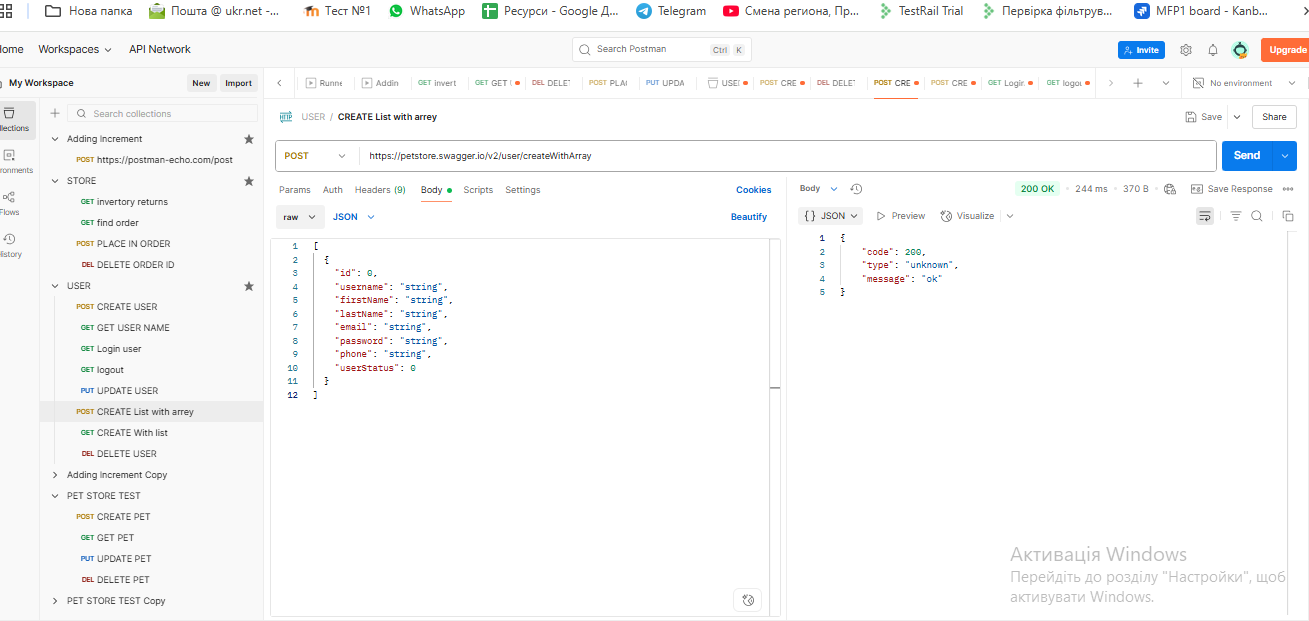 Нова папка
Пошта @ ukr.net -...
Тест №1
WhatsApp
Ресурси - Google Д...
Telegram
Смена региона, Пр...
TestRail Trial
Первірка фільтрув...
MFP1 board - Kanb...
ome Workspaces API Network
Search Postman Ctrl K
Invite
Upgrade
My Workspace New Import
Runne
Addin
GET invert
GET GET
DEL DELET
POST PLAC
PUT UPDA
USEI
POST CRE
DEL DELET
POST CRE
POST CRE
GET Login
GET logou
No environment
llections
ronments
Flows
istory
Search collections
Adding Increment
POST https://postman-echo.com/post
STORE
GET invertory returns
GET find order
POST PLACE IN ORDER
DEL DELETE ORDER ID
USER
POST CREATE USER
GET GET USER NAME
GET Login user
GET logout
PUT UPDATE USER
POST CREATE List with arrey
GET CREATE With list
DEL DELETE USER
Adding Increment Copy
PET STORE TEST
POST CREATE PET
GET GET PET
PUT UPDATE PET
DEL DELETE PET
PET STORE TEST Copy
HTTP USER / CREATE List with arrey
Save Share
POST https://petstore.swagger.io/v2/user/createWithArray Send
Params Auth Headers (9) Body Scripts Settings Cookies
raw JSON Beautify
1 [
2 {
3 "id": 0,
4 "username": "string",
5 "firstName": "string",
6 "lastName": "string",
7 "email": "string",
8 "password": "string",
9 "phone": "string",
10 "userStatus": 0
11 }
12 ]
Body 200 OK • 244 ms • 370 B • Save Response
{ } JSON Preview Visualize
1 {
2 "code": 200,
3 "type": "unknown",
4 "message": "ok"
5 }
Активація Windows
Перейдіть до розділу "Настройки", щоб
активувати Windows.